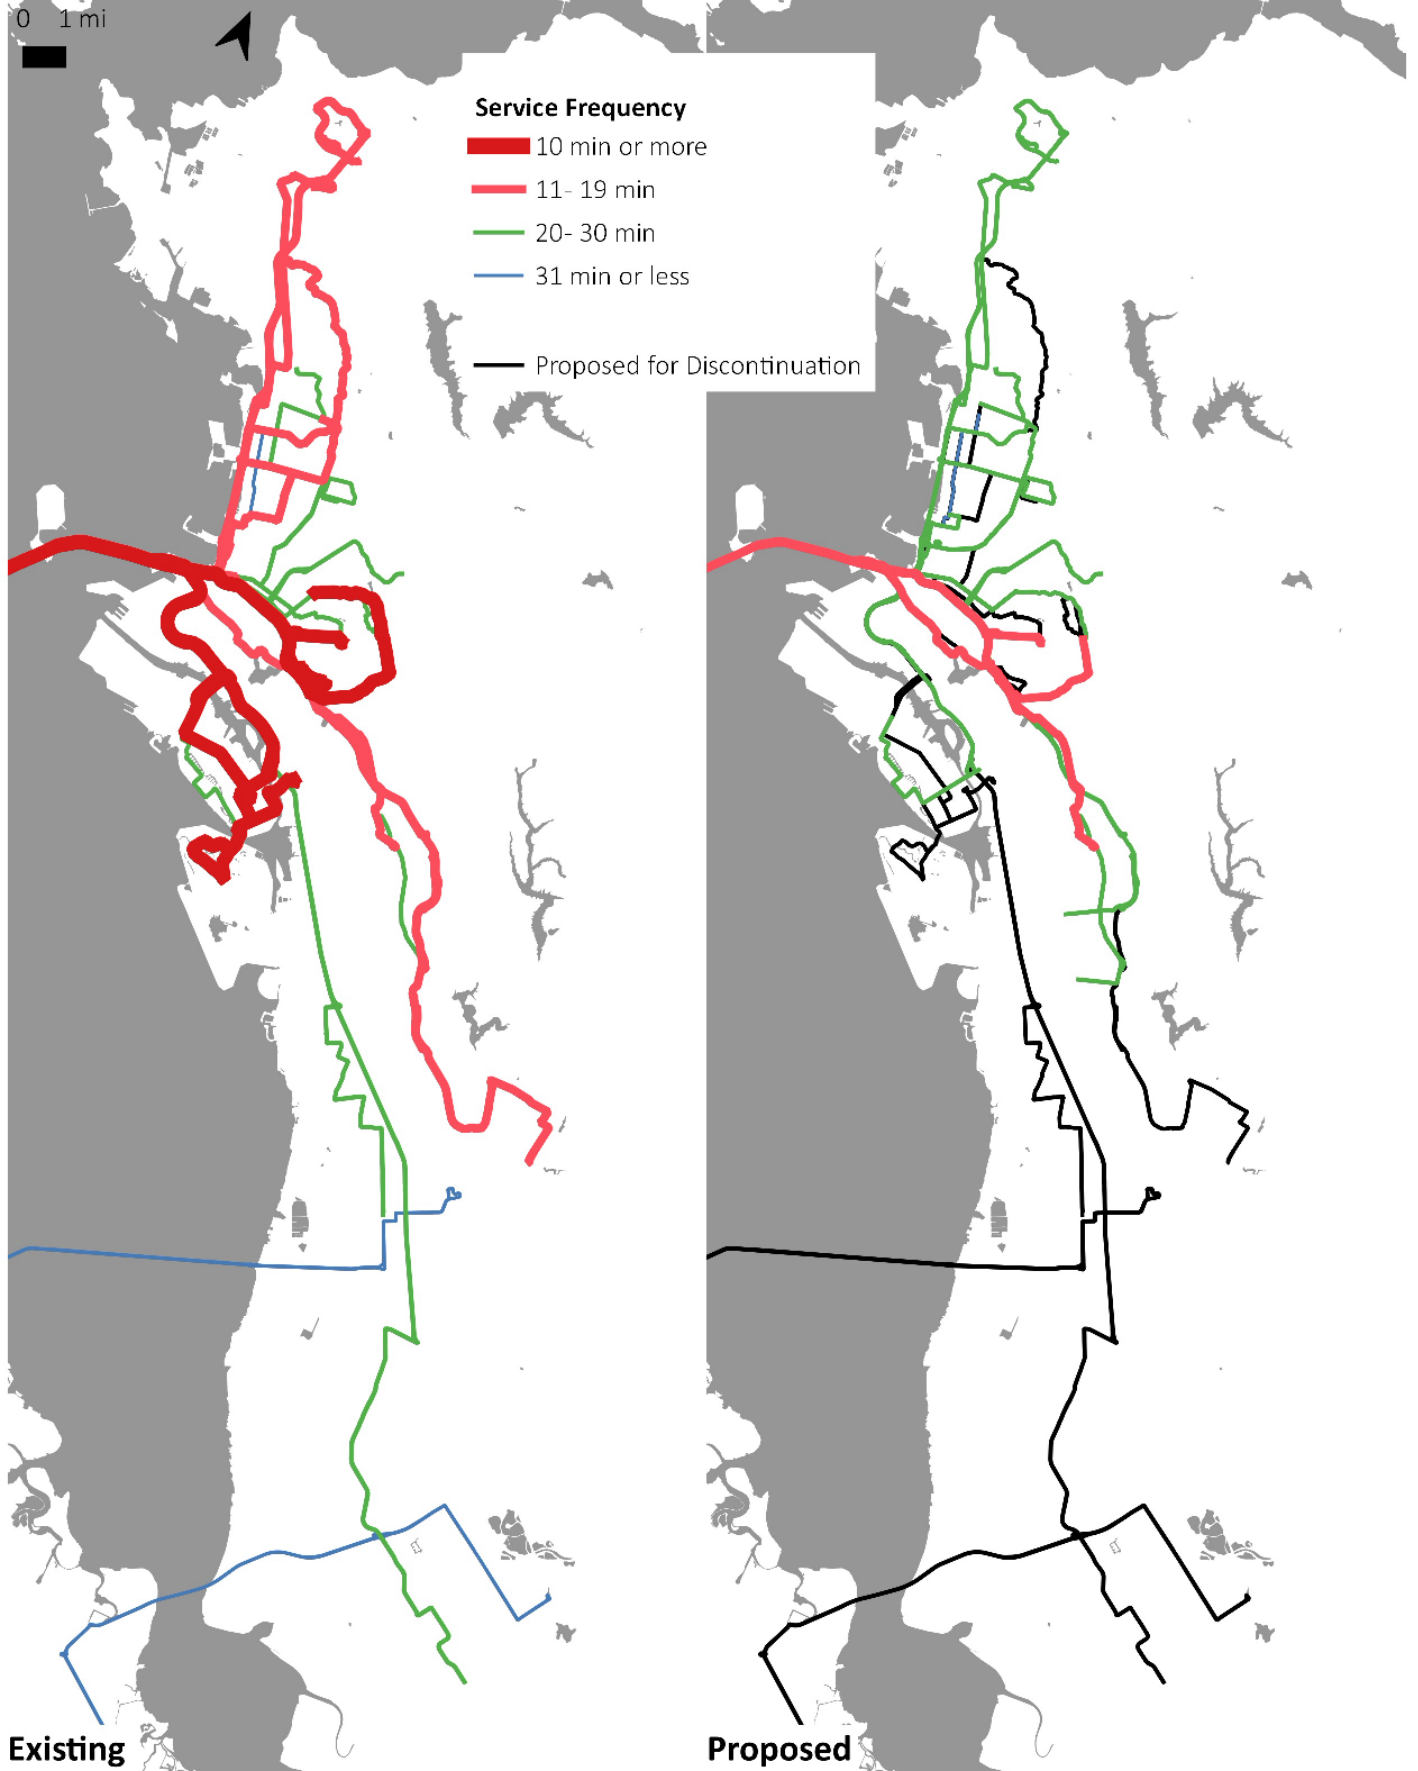 0 1 mi
Service Frequency
10 min or more
11- 19 min
20- 30 min
31 min or less
Proposed for Discontinuation
Existing
Proposed